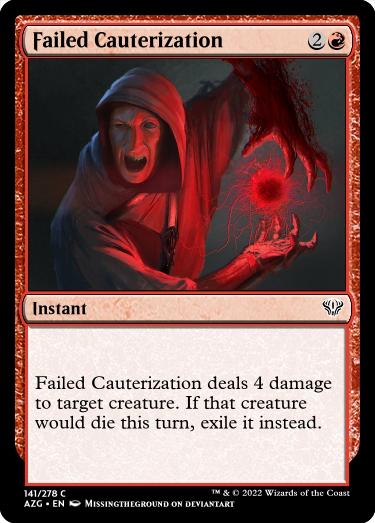 Failed Cauterization 2
Instant
Failed Cauterization deals 4 damage
to target creature. If that creature
would die this turn, exile it instead.
141/278 C
AZG • EN MISSINGTHEGROUND ON DEVIANTART
™ & © 2022 Wizards of the Coast